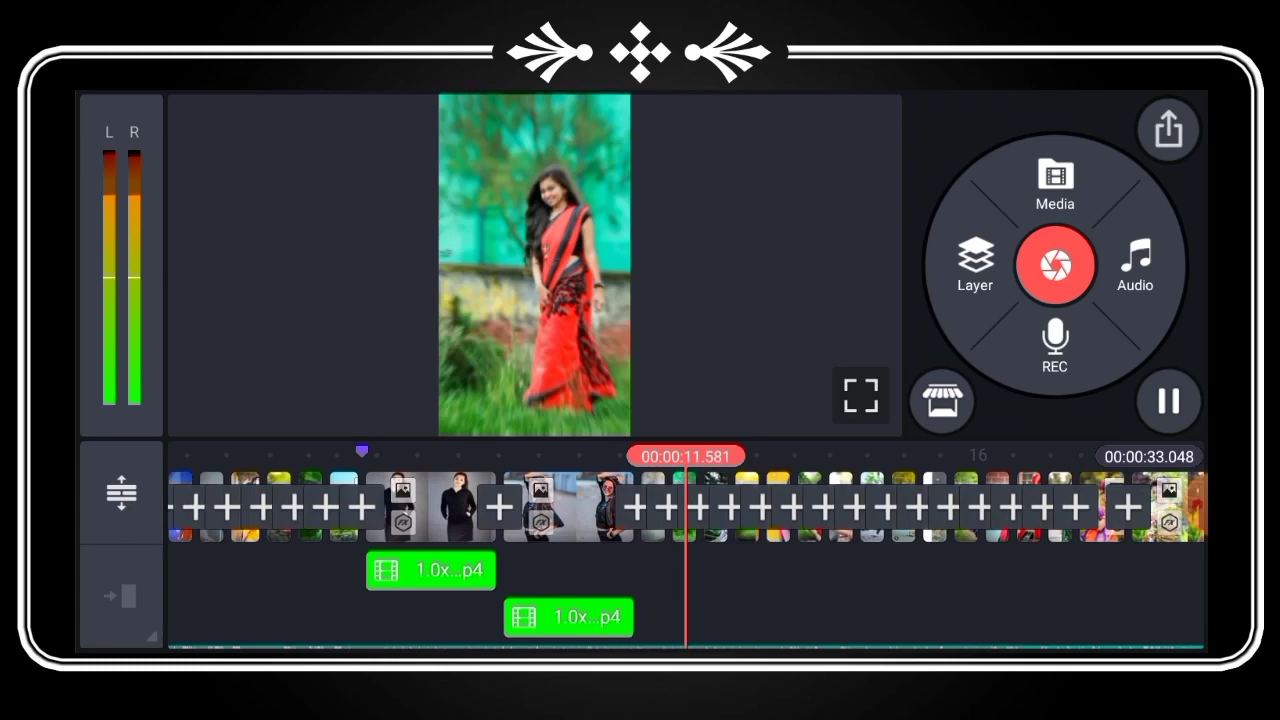 L R
Media
Layer
Audio
REC
00:00:11.581
16
00:00:33.048
1.0x...p4
1.0x...p4